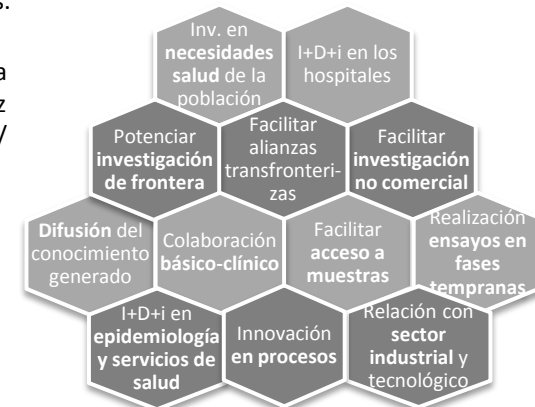 s.
a
z
/
Inv. en
necesidades
salud de la
población
I+D+i en los
hospitales
Potenciar
investigación
de frontera
Facilitar
alianzas
transfronteri-
zas
Facilitar
investigación
no comercial
Difusión del
conocimiento
generado
Colaboración
básico-clínico
Facilitar
acceso a
muestras
Realización
ensayos en
fases
tempranas
I+D+i en
epidemiología
y servicios de
salud
Innovación
en procesos
Relación con
sector
industrial y
tecnológico